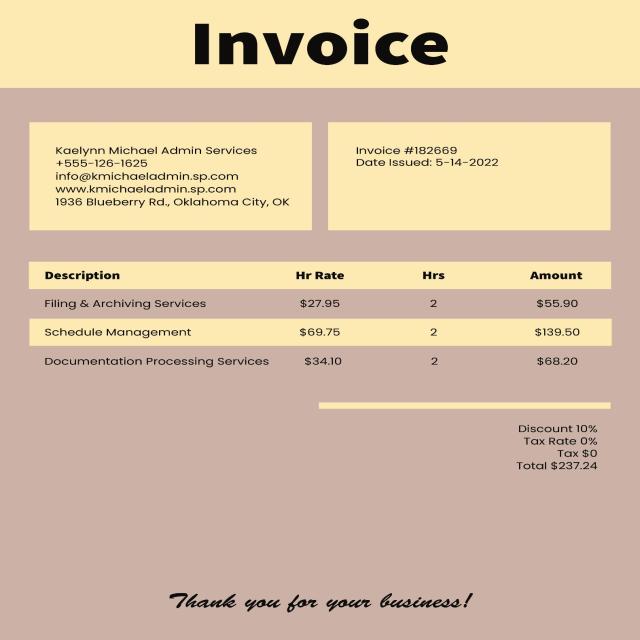 Invoice
Kaelynn Michael Admin Services
+555-126-1625
info@kmichaeladmin.sp.com
www.kmichaeladmin.sp.com
1936 Blueberry Rd., Oklahoma City, OK
Invoice #182669
Date Issued: 5-14-2022
Description Hr Rate Hrs Amount
Filing & Archiving Services $27.95 2 $55.90
Schedule Management $69.75 2 $139.50
Documentation Processing Services $34.10 2 $68.20
Discount 10%
Tax Rate 0%
Tax $0
Total $237.24
Thank you for your business!